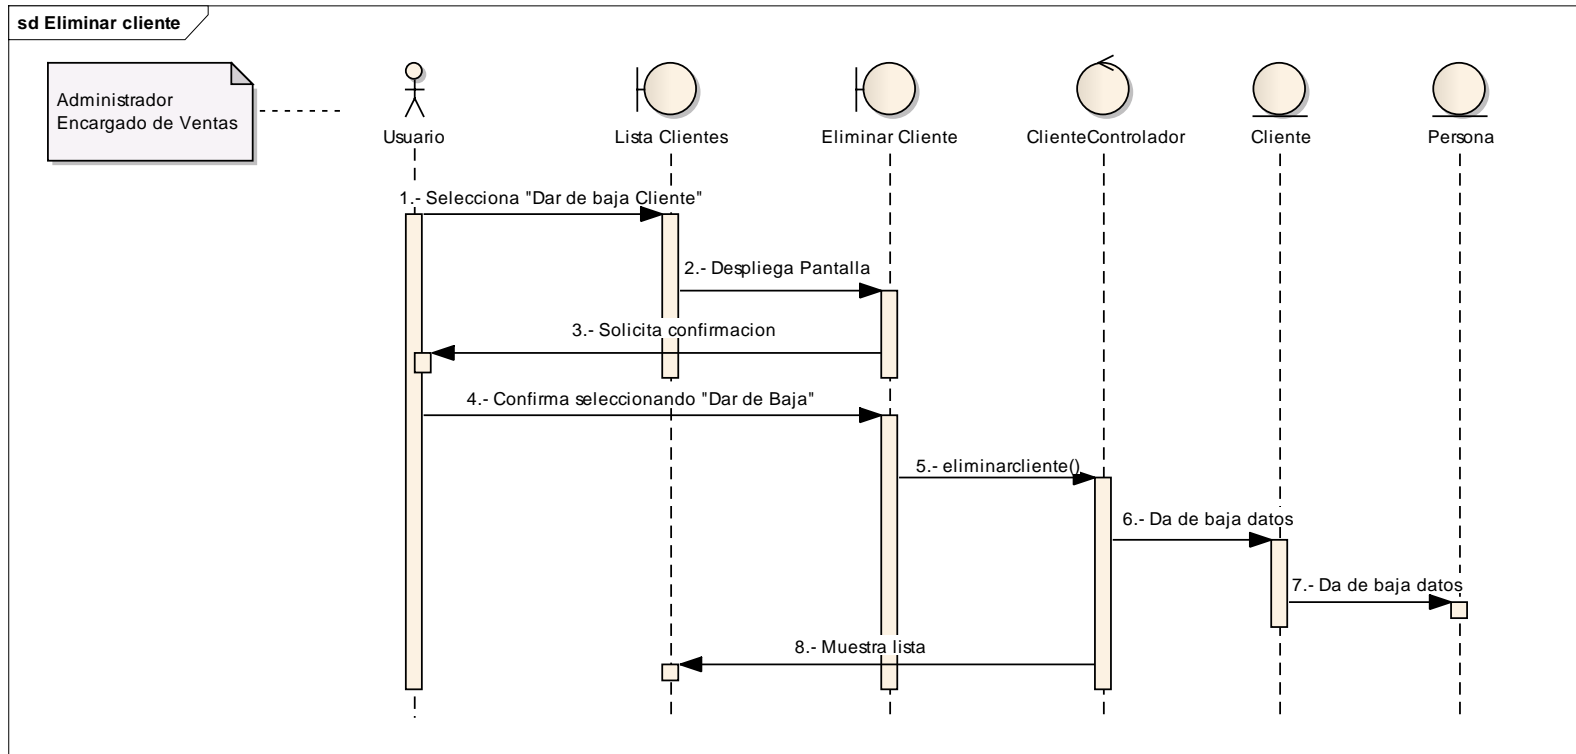 sd Eliminar cliente
Administrador
Encargado de Ventas
Usuario
Lista Clientes
Eliminar Cliente
ClienteControlador
Cliente
Persona
1.- Selecciona "Dar de baja Cliente"
2.- Despliega Pantalla
3.- Solicita confirmacion
4.- Confirma seleccionando "Dar de Baja"
5.- eliminarcliente()
6.- Da de baja datos
7.- Da de baja datos
8.- Muestra lista